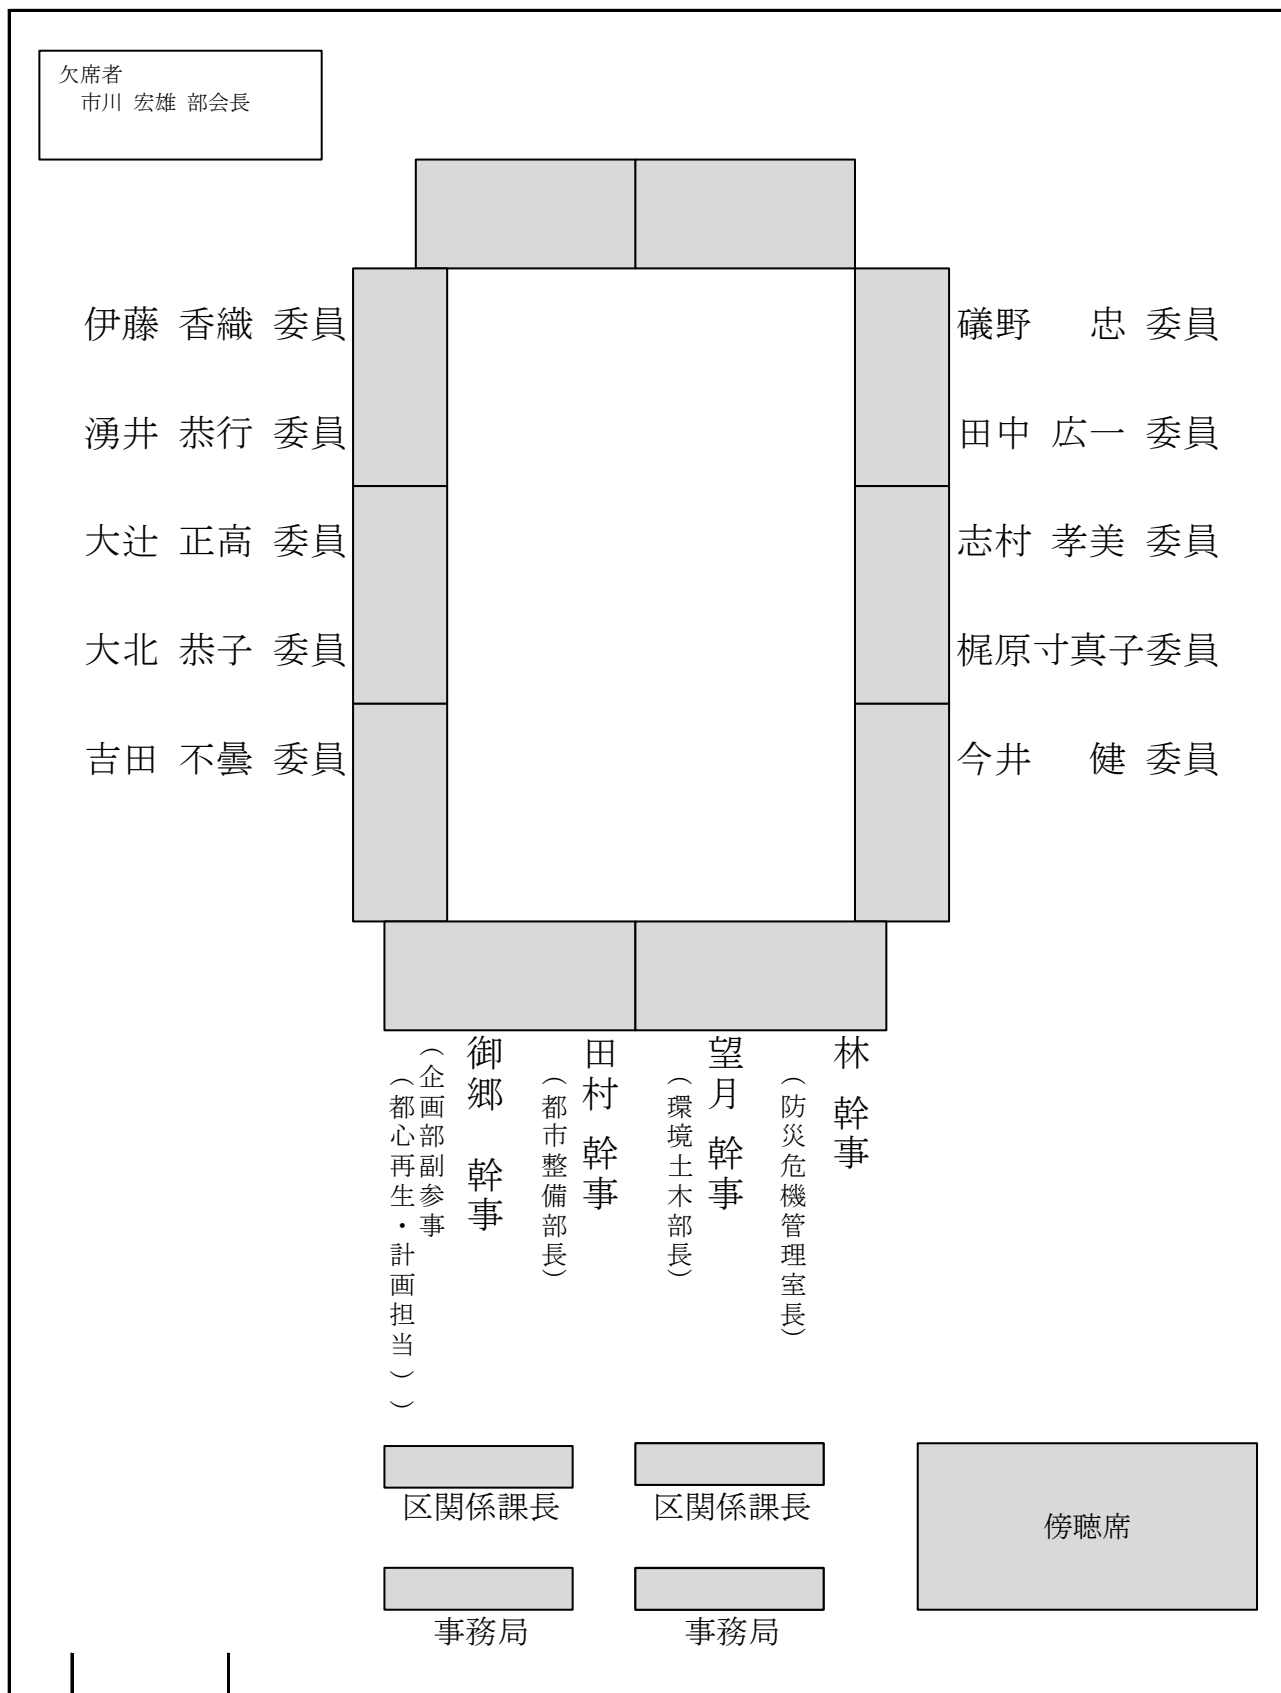 欠席者
市川 宏雄 部会長
伊藤 香織 委員
湧井 恭行 委員
大辻 正高 委員
大北 恭子 委員
吉田 不曇 委員
礒野 忠 委員
田中 広一 委員
志村 孝美 委員
梶原寸真子委員
今井 健 委員
林 幹事
（防災危機管理室長）
望月 幹事
（環境土木部長）
田村 幹事
（都市整備部長）
御郷 幹事
（企画部副参事
（都心再生・計画担当））
区関係課長
区関係課長
事務局
事務局
傍聴席